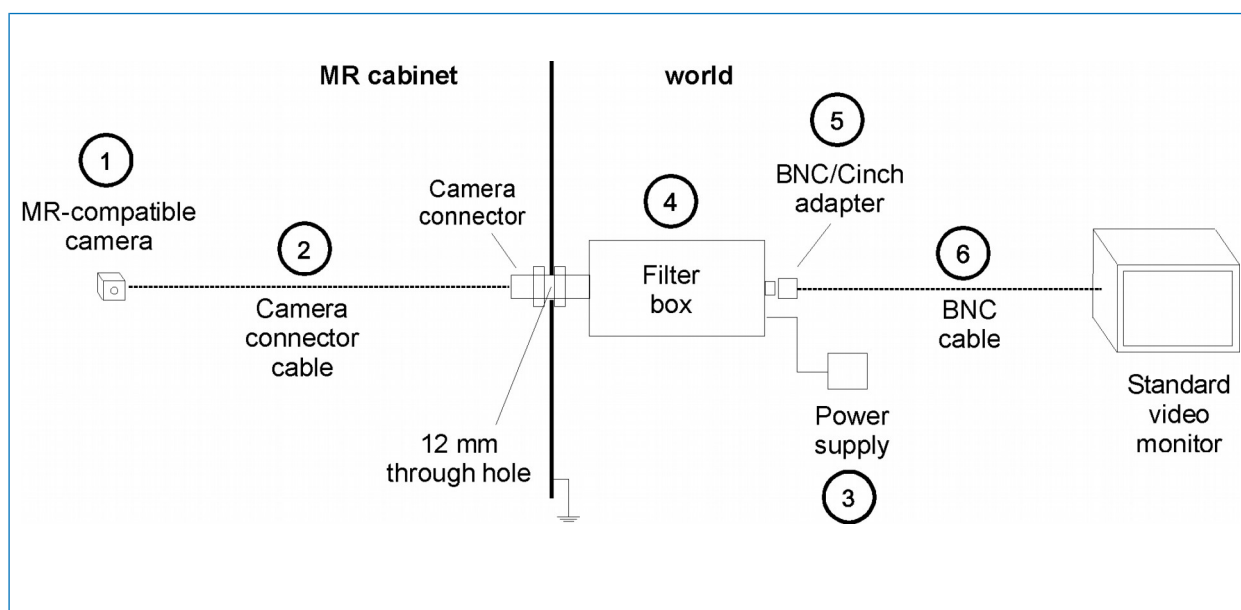 MR cabinet
world
1
MR-compatible
camera
2
Camera
connector
cable
Camera
connector
12 mm
through hole
4
Filter
box
5
BNC/Cinch
adapter
6
BNC
cable
Power
supply
3
Standard
video
monitor